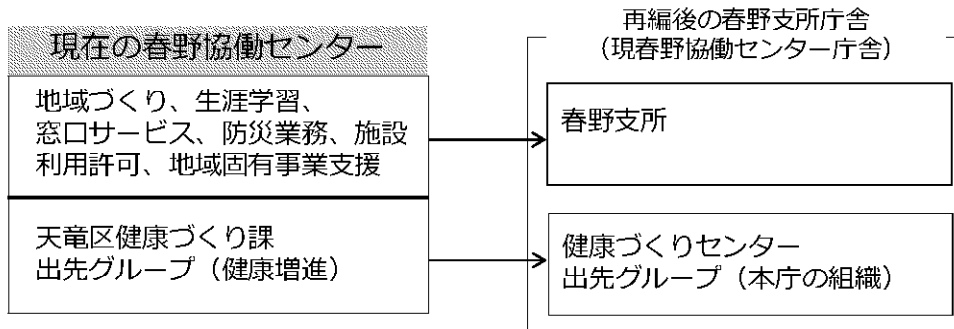 現在の春野協働センター
地域づくり、生涯学習、
窓口サービス、防災業務、施設
利用許可、地域固有事業支援
天竜区健康づくり課
出先グループ（健康増進）
再編後の春野支所庁舎
（現春野協働センター庁舎）
春野支所
健康づくりセンター
出先グループ（本庁の組織）